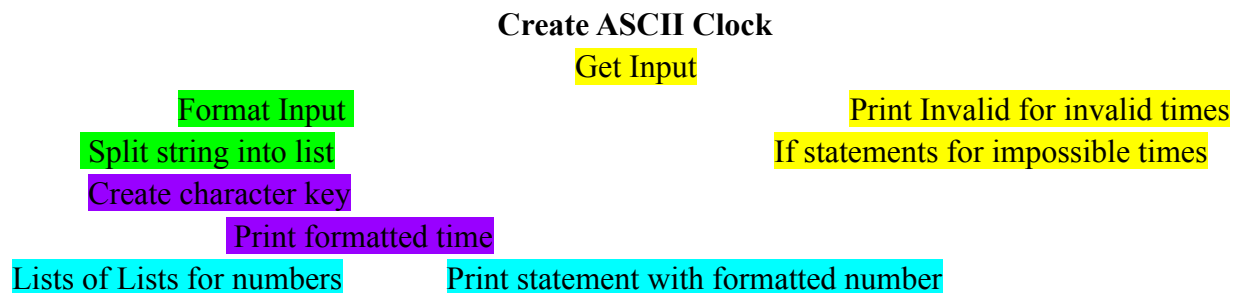 Create ASCII Clock
Get Input
Format Input
Print Invalid for invalid times
Split string into list
If statements for impossible times
Create character key
Print formatted time
Lists of Lists for numbers
Print statement with formatted number